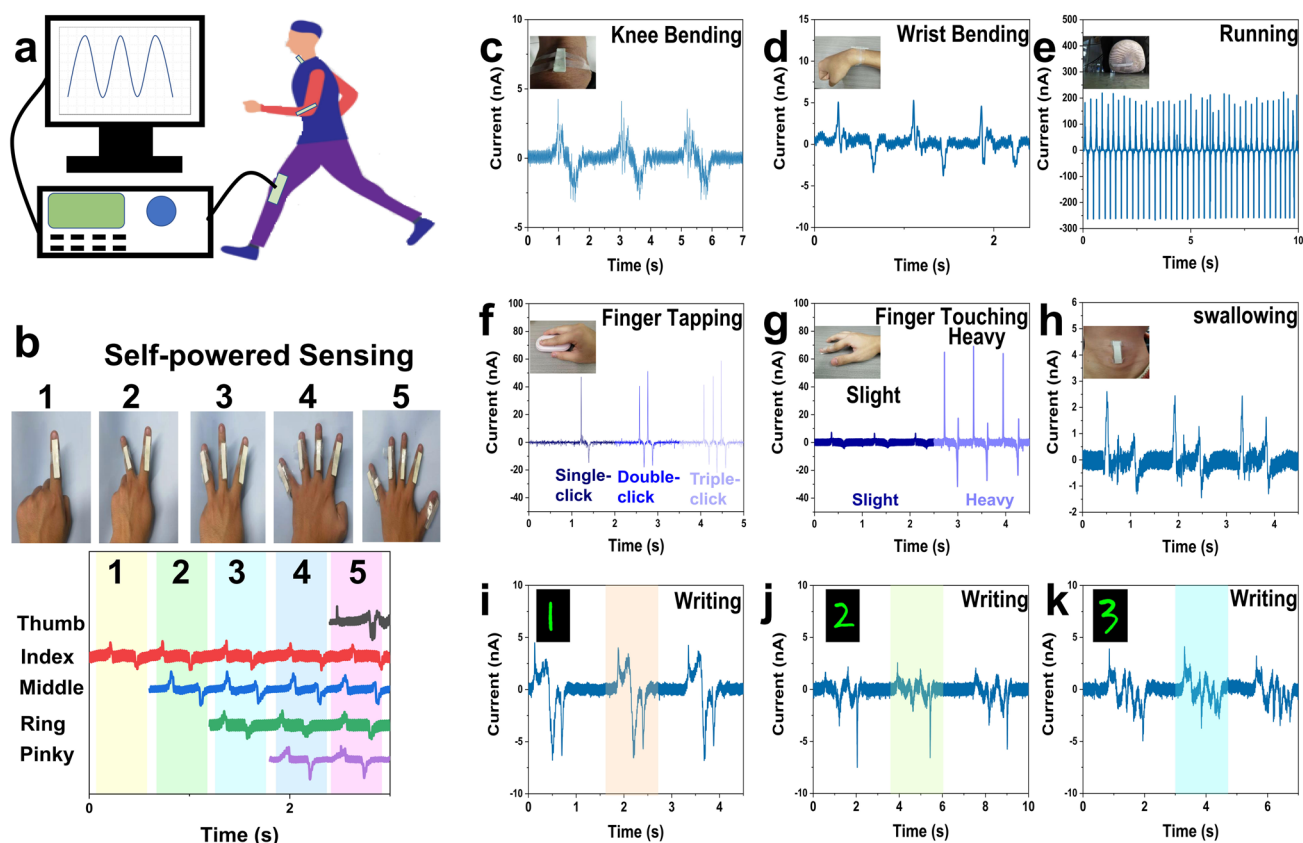 a
b
Self-powered Sensing
1 2 3 4 5
1 2 3 4 5
Thumb
Index
Middle
Ring
Pinky
0 2
Time (s)
c
Knee Bending
Current (nA)
10
5
0
-5
0 1 2 3 4 5 6 7
Time (s)
d
Wrist Bending
Current (nA)
15
10
5
0
-5
-10
0 2
Time (s)
e
Running
Current (nA)
500
400
300
200
100
0
-100
-200
-300
0 5 10
Time (s)
f
Finger Tapping
Current (nA)
100
80
60
40
20
0
-20
-40
Single-
click
Double-
click
Triple-
click
0 1 2 3 4 5
Time (s)
g
Finger Touching
Heavy
Slight
Current (nA)
100
80
60
40
20
0
-20
-40
Slight Heavy
0 1 2 3 4
Time (s)
h
swallowing
Current (nA)
6
5
4
3
2
1
0
-1
-2
0 1 2 3 4
Time (s)
i
1
Writing
Current (nA)
10
5
0
-5
-10
0 1 2 3 4
Time (s)
j
2
Writing
Current (nA)
10
5
0
-5
-10
0 2 4 6 8 10
Time (s)
k
3
Writing
Current (nA)
10
5
0
-5
-10
0 2 4 6
Time (s)